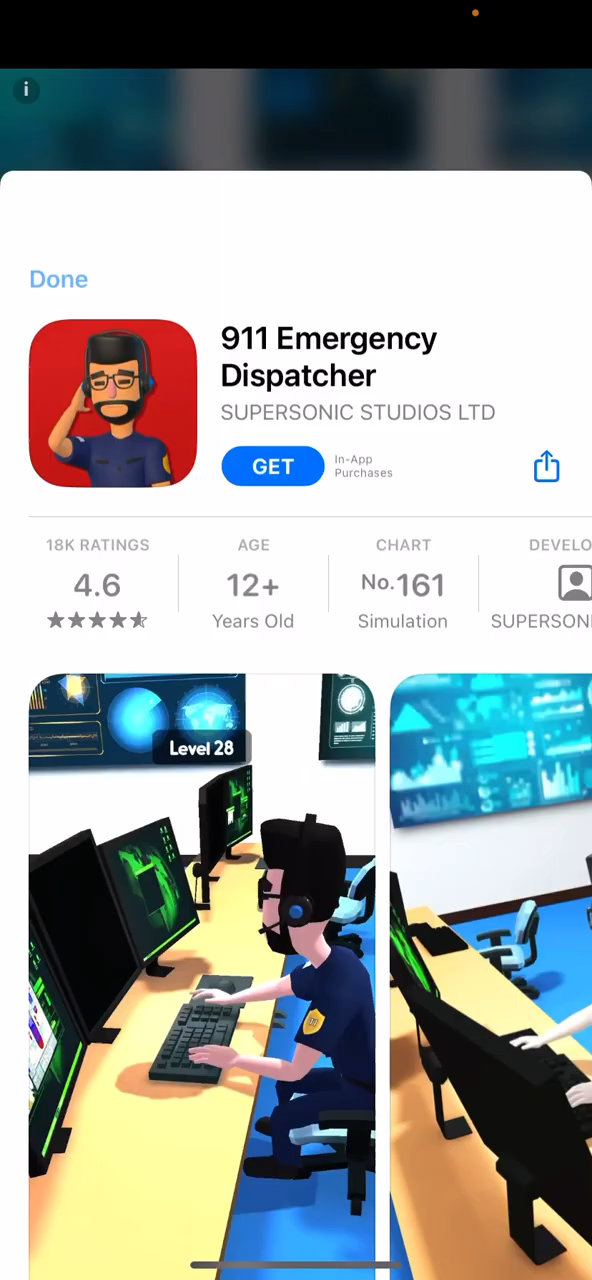 i
Done
911 Emergency
Dispatcher
SUPERSONIC STUDIOS LTD
GET
In-App
Purchases
18K RATINGS
AGE
CHART
DEVELO
4.6
12+
No.161
Years Old
Simulation
SUPERSONI
Level 28